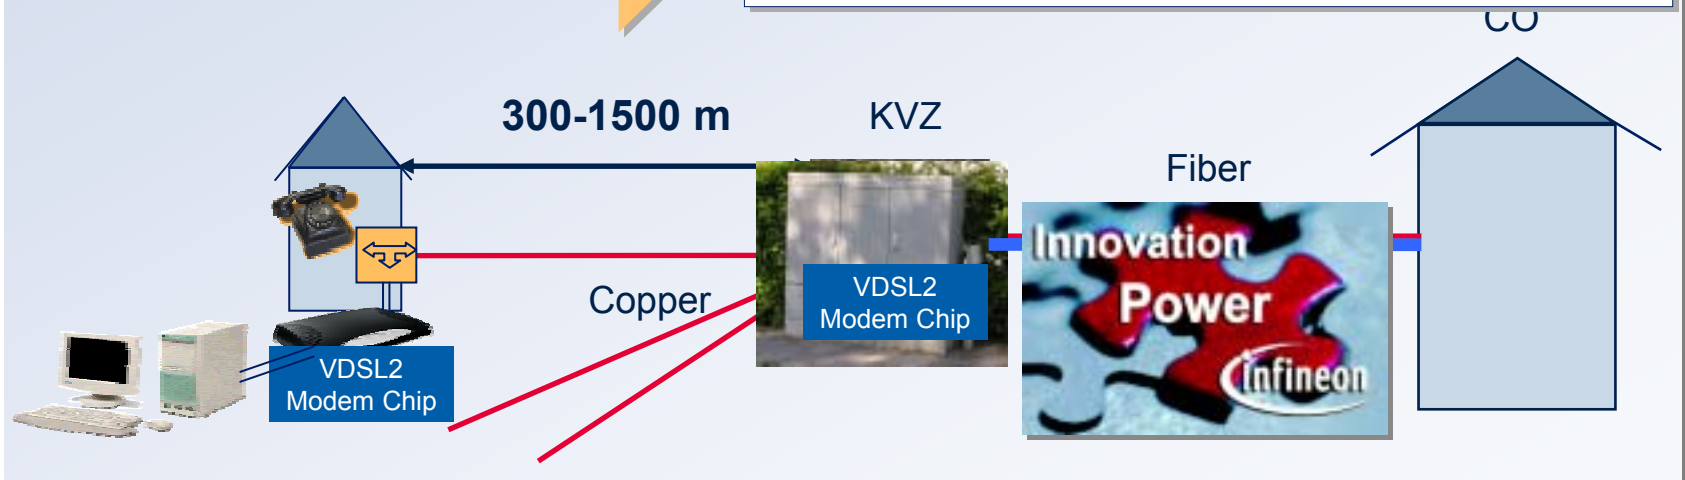 CO
300-1500 m
KVZ
Fiber
Innovation
Power
infineon
Copper
VDSL2
Modem Chip
VDSL2
Modem Chip